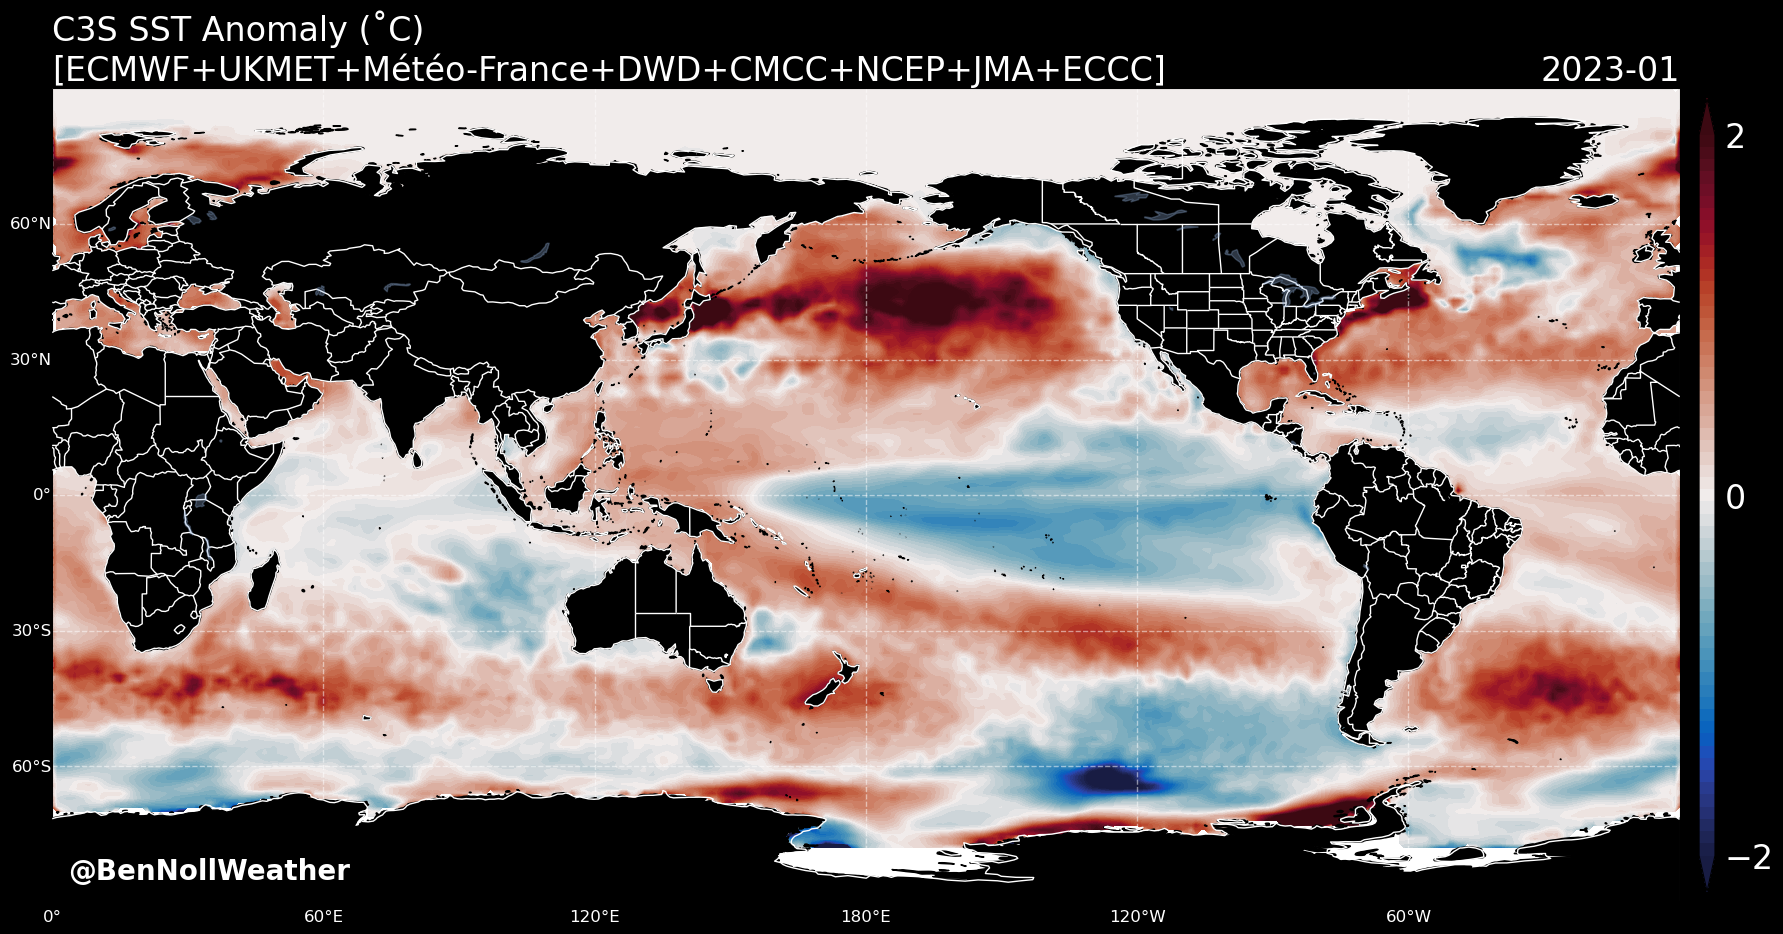 C3S SST Anomaly (˚C)
[ECMWF+UKMET+Météo-France+DWD+CMCC+NCEP+JMA+ECCC]
2023-01
2
60°N
30°N
0°
0
30°S
60°S
−2
@BenNollWeather
0°
60°E
120°E
180°E
120°W
60°W